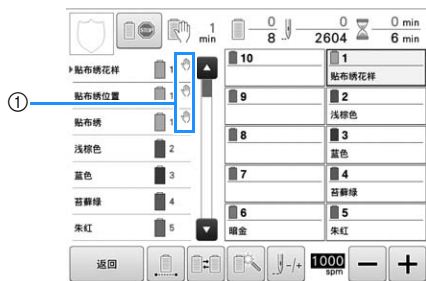 1 min
0 8
0 2604
0 min 6 min
贴布绣花样 1
贴布绣位置 1
贴布绣 1
浅棕色 2
蓝色 3
苔藓绿 4
朱红 5
①
10
1 贴布绣花样
9
2 浅棕色
8
3 蓝色
7
4 苔藓绿
6 暗金
5 朱红
返回
-/+
1000 spm
− +